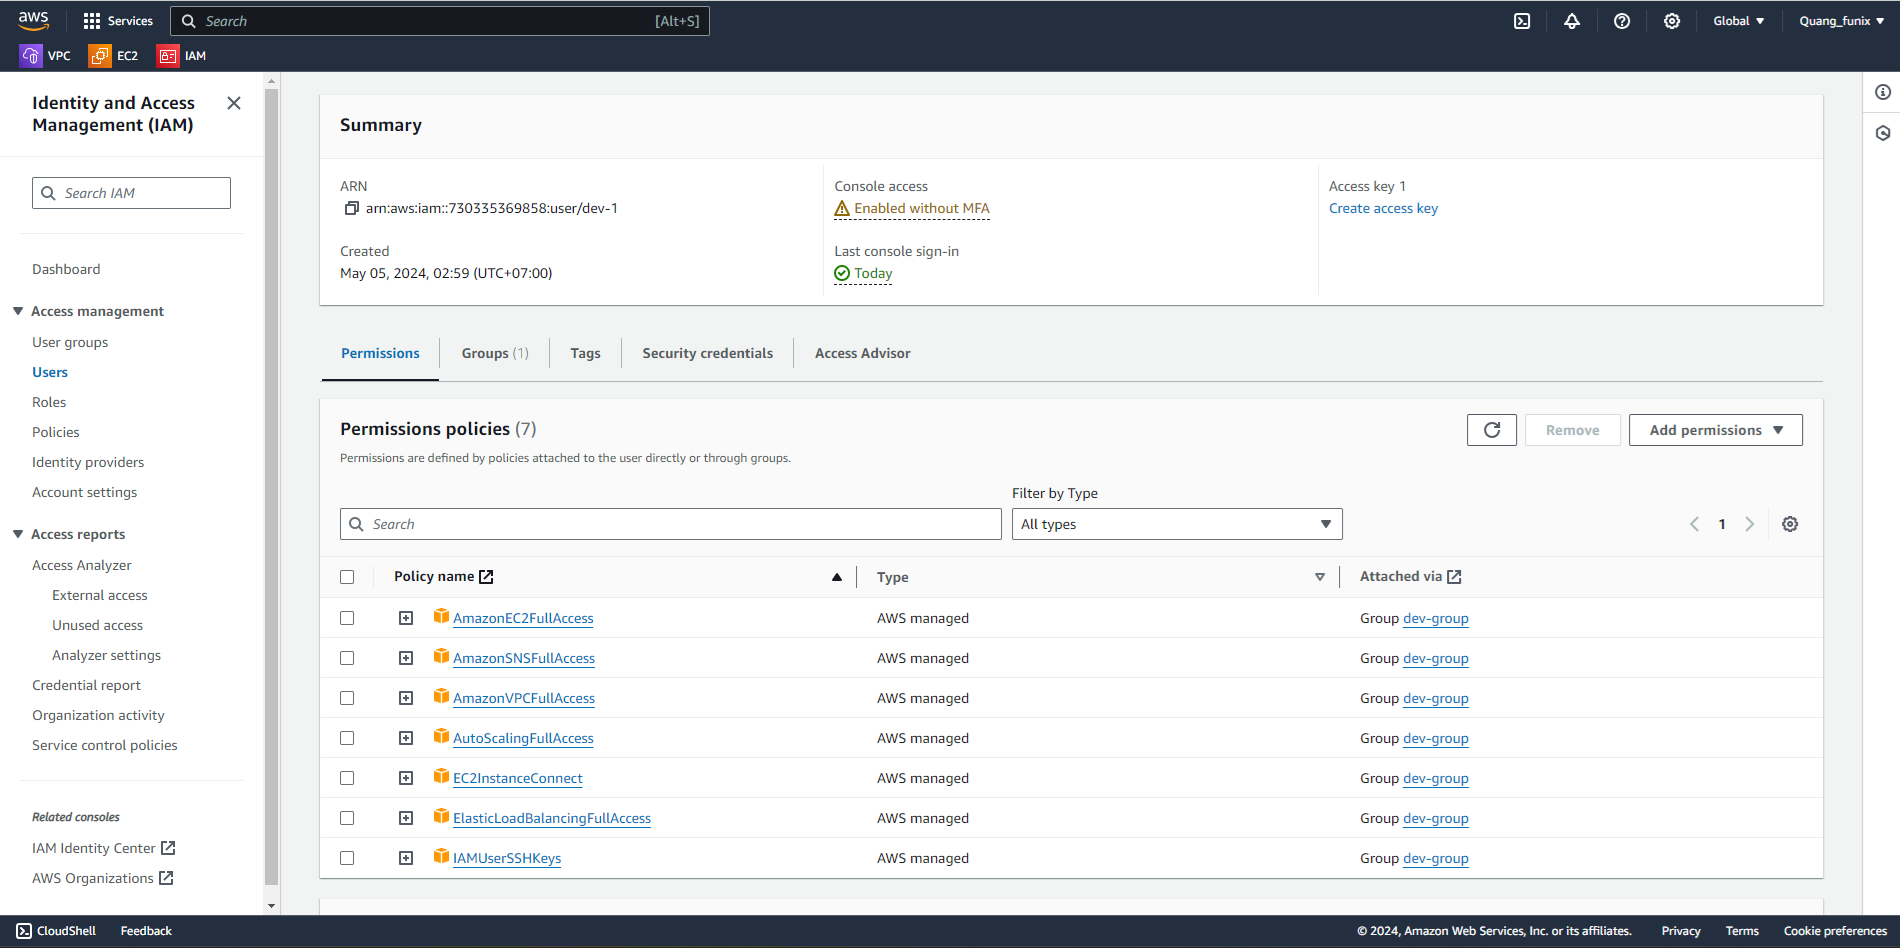 aws
Services
Search
[Alt+S]
Global
Quang_funix
VPC
EC2
IAM
Identity and Access
Management (IAM)
Search IAM
Dashboard
Access management
User groups
Users
Roles
Policies
Identity providers
Account settings
Access reports
Access Analyzer
External access
Unused access
Analyzer settings
Credential report
Organization activity
Service control policies
Related consoles
IAM Identity Center
AWS Organizations
Summary
ARN
arn:aws:iam::730335369858:user/dev-1
Created
May 05, 2024, 02:59 (UTC+07:00)
Console access
Enabled without MFA
Last console sign-in
Today
Access key 1
Create access key
Permissions
Groups (1)
Tags
Security credentials
Access Advisor
Permissions policies (7)
Permissions are defined by policies attached to the user directly or through groups.
Remove
Add permissions
Filter by Type
Search
All types
1
Policy name
Type
Attached via
AmazonEC2FullAccess AWS managed Group dev-group
AmazonSNSFullAccess AWS managed Group dev-group
AmazonVPCFullAccess AWS managed Group dev-group
AutoScalingFullAccess AWS managed Group dev-group
EC2InstanceConnect AWS managed Group dev-group
ElasticLoadBalancingFullAccess AWS managed Group dev-group
IAMUserSSHKeys AWS managed Group dev-group
CloudShell
Feedback
© 2024, Amazon Web Services, Inc. or its affiliates.
Privacy
Terms
Cookie preferences